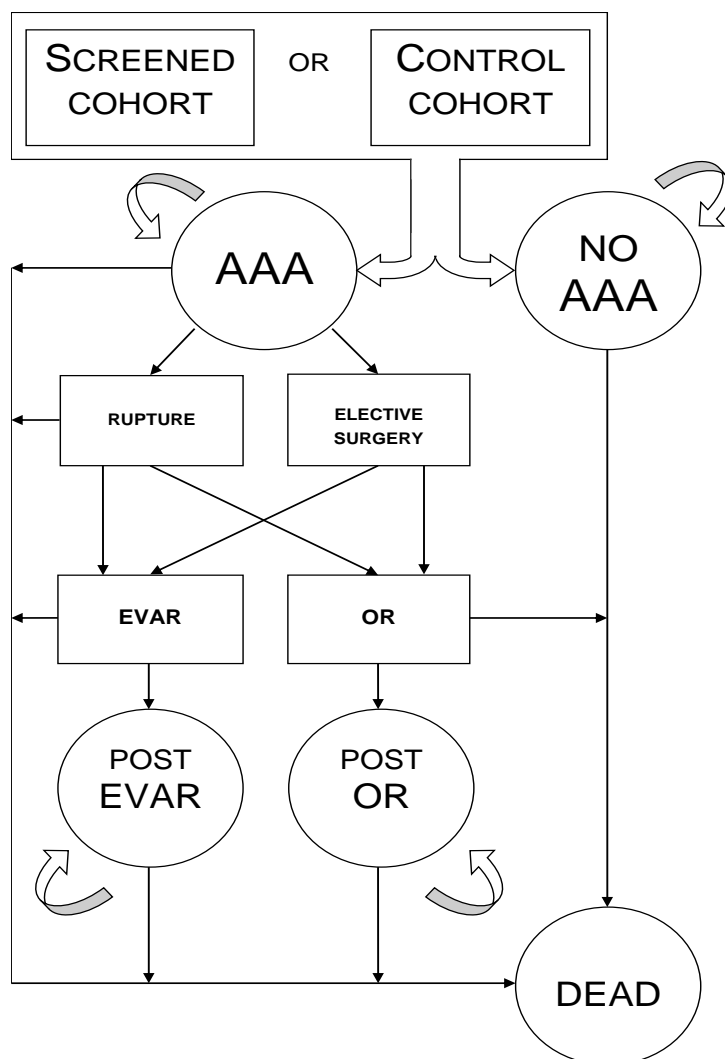 SCREENED COHORT
OR
CONTROL COHORT
AAA
NO
AAA
RUPTURE
ELECTIVE
SURGERY
EVAR
OR
POST
EVAR
POST
OR
DEAD